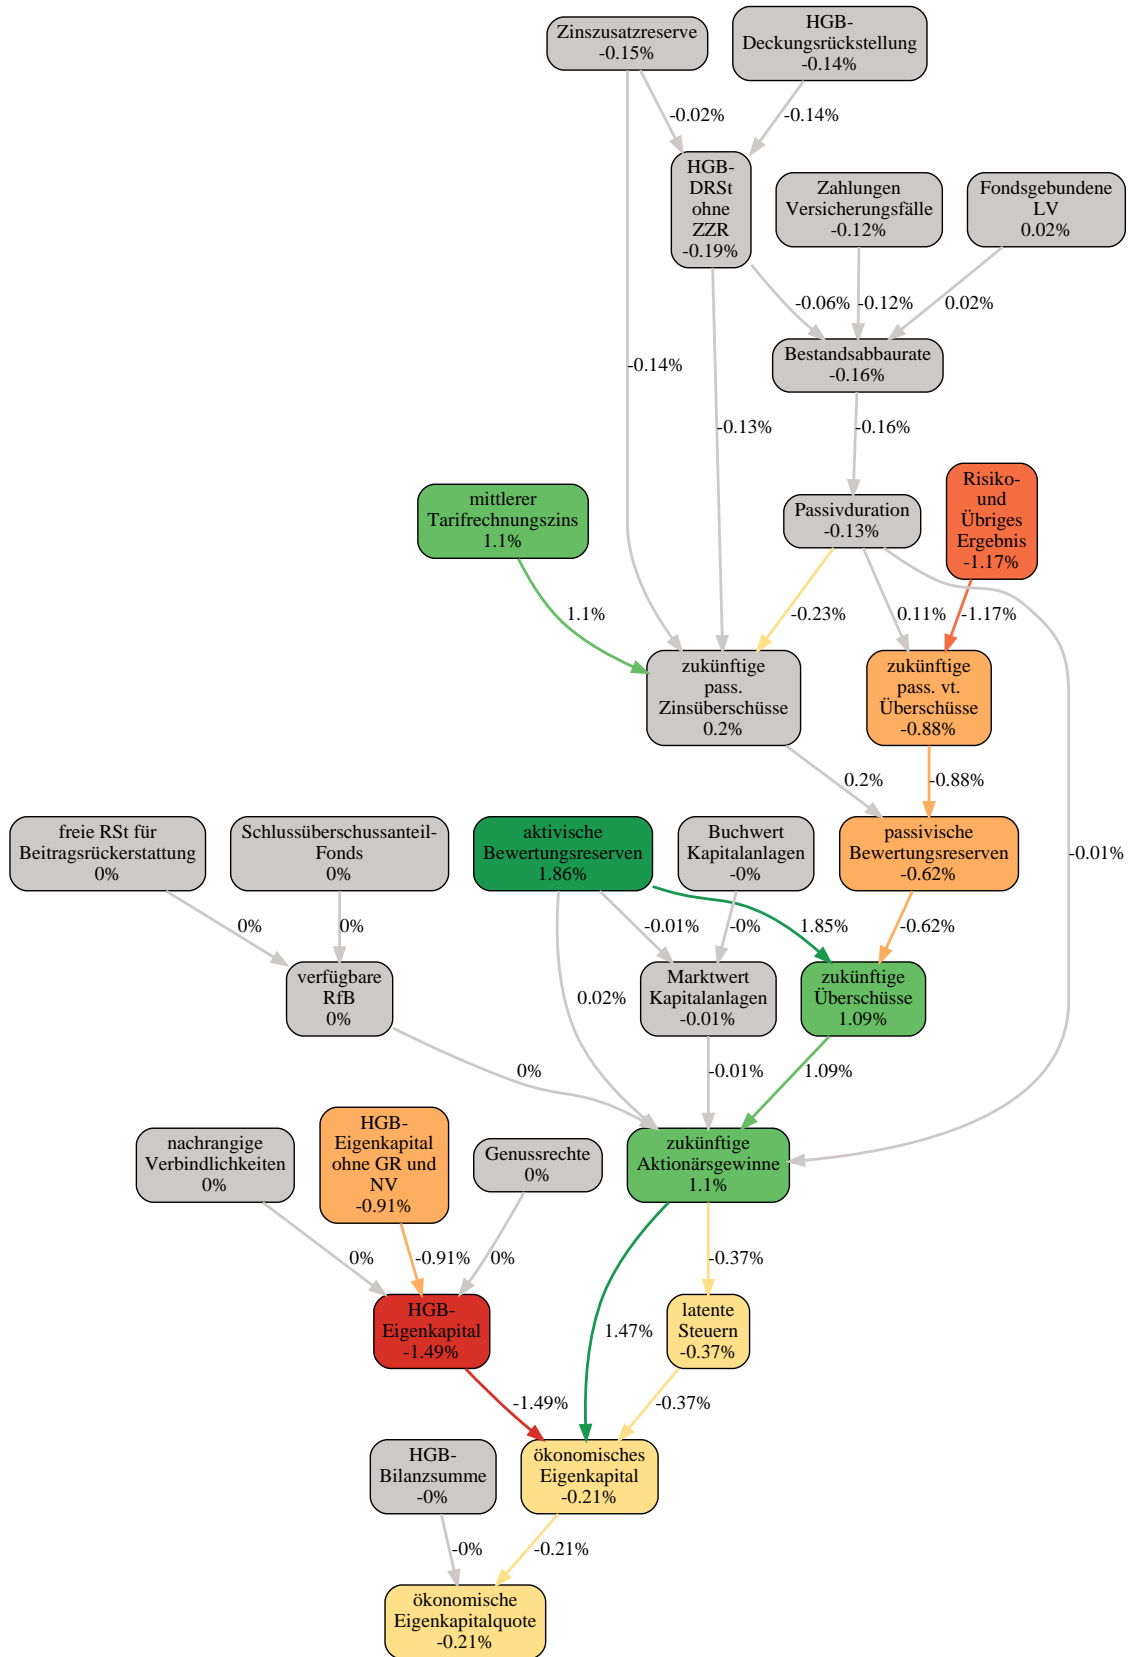 Zinszusatzreserve
-0.15%
HGB-
Deckungsrückstellung
-0.14%
-0.02%
-0.14%
HGB-
DRSt
ohne
ZZR
-0.19%
Zahlungen
Versicherungsfälle
-0.12%
Fondsgebundene
LV
0.02%
-0.06%
-0.12%
0.02%
Bestandsabbaurate
-0.16%
-0.14%
-0.13%
-0.16%
mittlerer
Tarifrechnungszins
1.1%
Passivduration
-0.13%
Risiko-
und
Übriges
Ergebnis
-1.17%
1.1%
-0.23%
0.11%
-1.17%
zukünftige
pass.
Zinsüberschüsse
0.2%
zukünftige
pass. vt.
Überschüsse
-0.88%
0.2%
-0.88%
freie RSt für
Beitragsrückerstattung
0%
Schlussüberschussanteil-
Fonds
0%
aktivische
Bewertungsreserven
1.86%
Buchwert
Kapitalanlagen
-0%
passivische
Bewertungsreserven
-0.62%
-0.01%
0%
0%
-0.01%
-0%
1.85%
-0.62%
verfügbare
RfB
0%
0.02%
Marktwert
Kapitalanlagen
-0.01%
zukünftige
Überschüsse
1.09%
0%
-0.01%
1.09%
nachrangige
Verbindlichkeiten
0%
HGB-
Eigenkapital
ohne GR und
NV
-0.91%
Genussrechte
0%
zukünftige
Aktionärsgewinne
1.1%
0%
-0.91%
0%
-0.37%
HGB-
Eigenkapital
-1.49%
1.47%
latente
Steuern
-0.37%
-1.49%
-0.37%
HGB-
Bilanzsumme
-0%
ökonomisches
Eigenkapital
-0.21%
-0%
-0.21%
ökonomische
Eigenkapitalquote
-0.21%